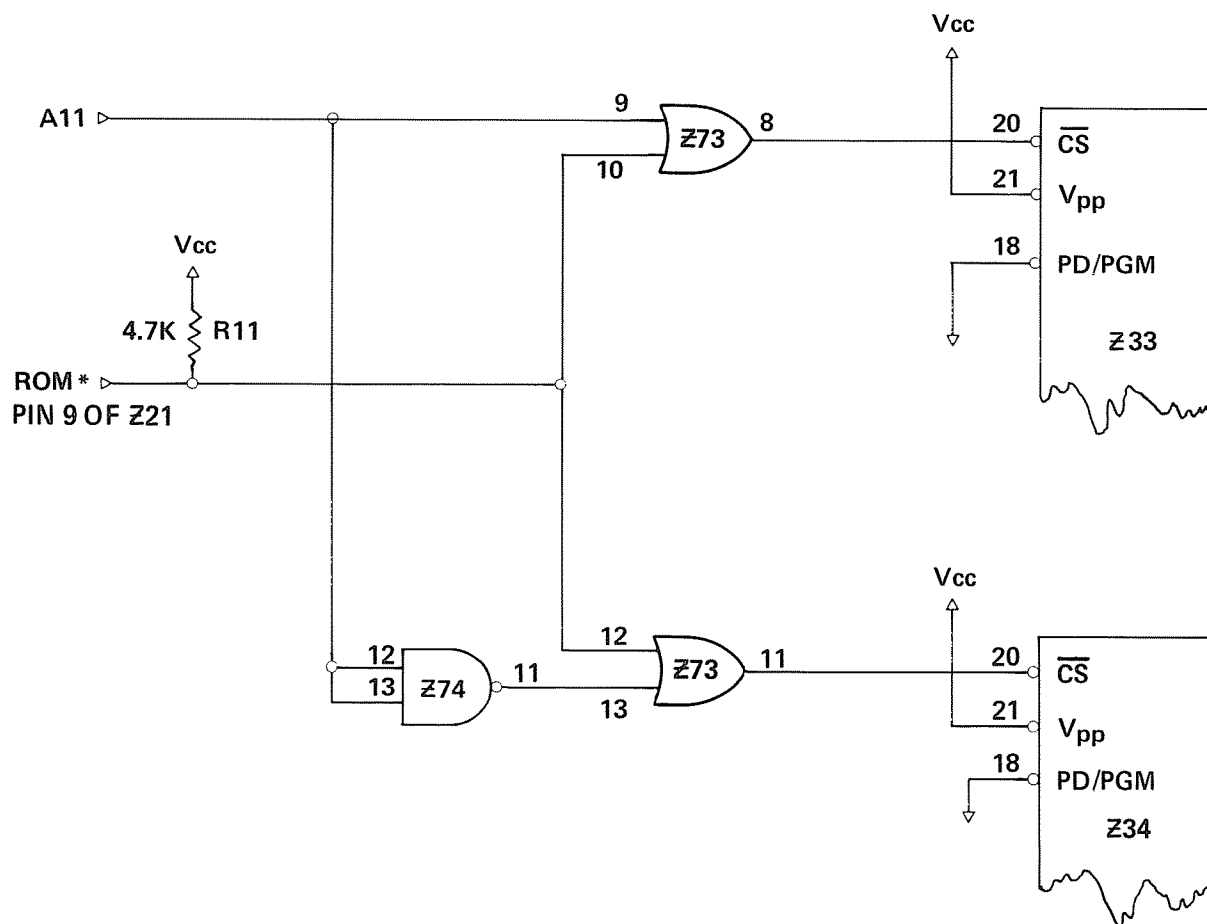 Vcc
A11
9
Z73
8
10
20
CS
21
Vpp
18
PD/PGM
Z33
Vcc
4.7K
R11
ROM *
PIN 9 OF Z21
Vcc
12
13
Z74
11
12
Z73
11
13
20
CS
21
Vpp
18
PD/PGM
Z34